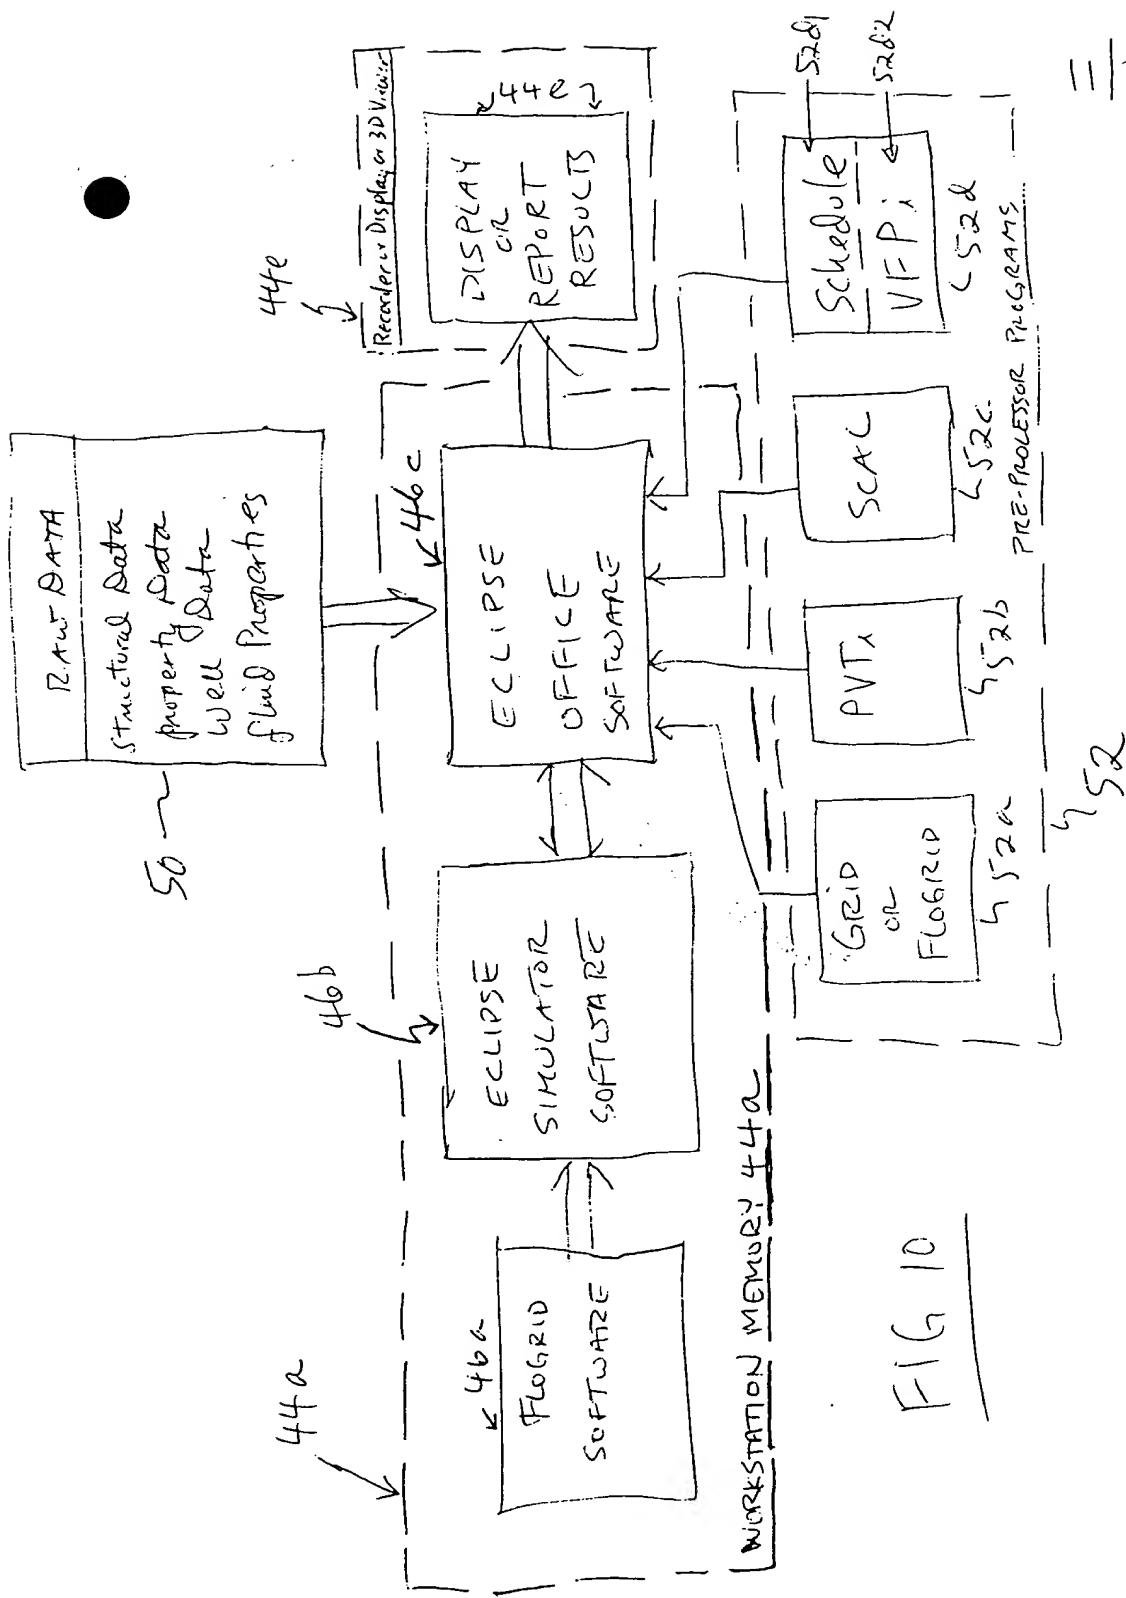 50
RAW DATA
Structural Data
property Data
Well Data
fluid Properties
44a
46b
46c
44e
Recorder or Display or 3D Viewer
46a
FLOGRID
SOFTWARE
ECLIPSE
SIMULATOR
SOFTWARE
ECLIPSE
OFFICE
SOFTWARE
DISPLAY
OR
REPORT
RESULTS
44e
WORKSTATION MEMORY 44a
GRID
OR
FLOGRID
52a
PVTi
52b
SCAL
52c
Schedule
VFPi
52d
52d1
52d2
PRE-PROCESSOR PROGRAMS
52
FIG 10